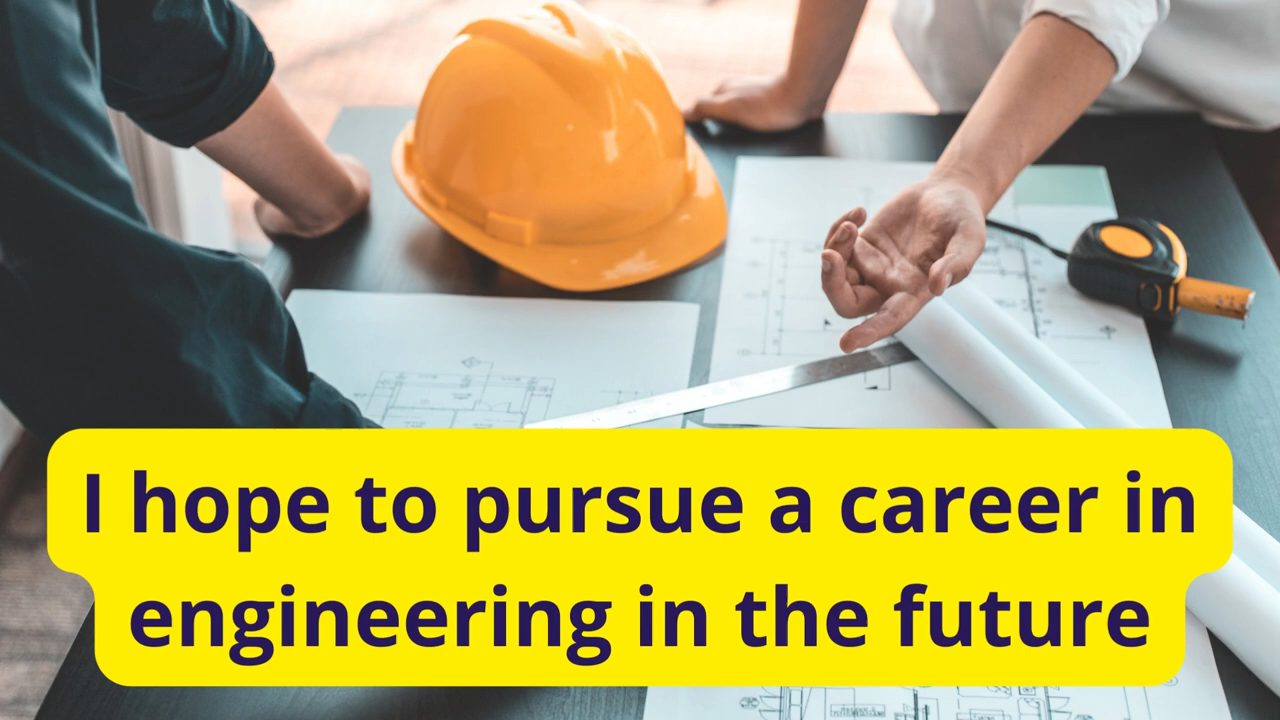 I hope to pursue a career in
engineering in the future